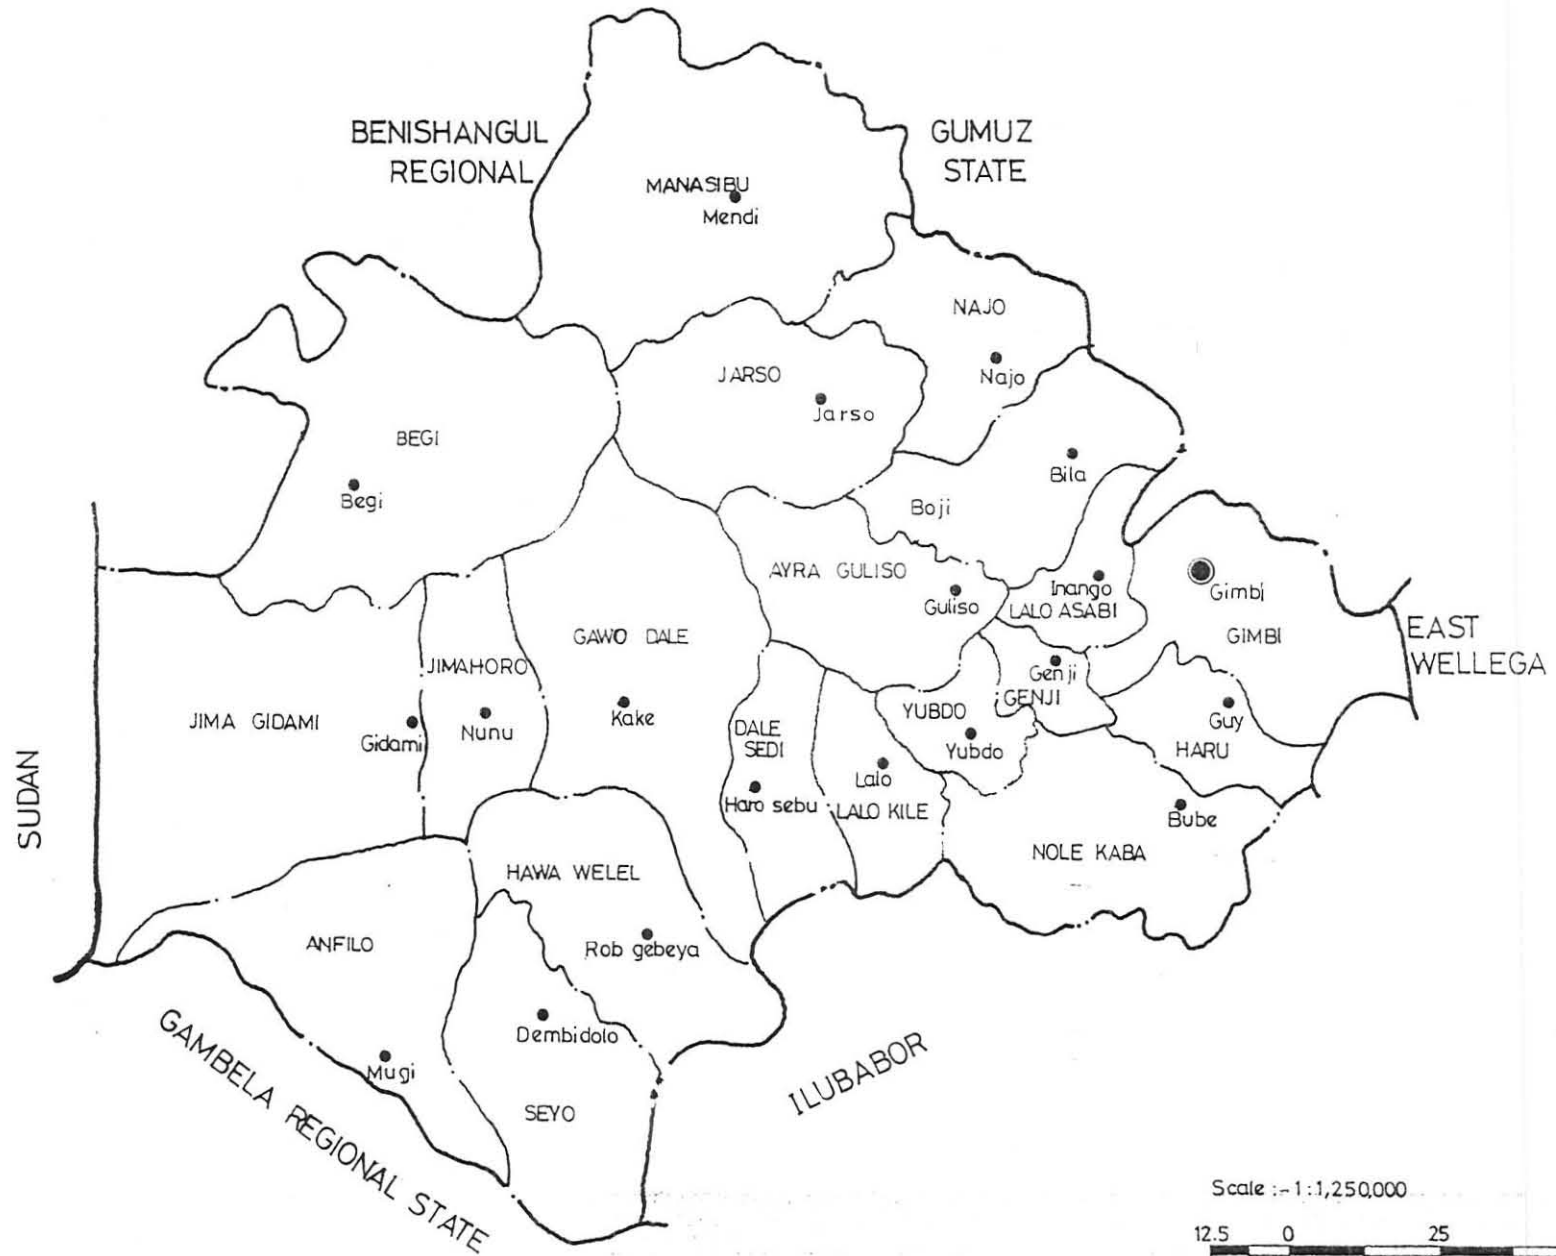 BENISHANGUL
REGIONAL
GUMUZ
STATE
MANASIBU
Mendi
NAJO
Najo
JARSO
Jarso
BEGI
Begi
Bila
Boji
AYRA GULISO
Guliso
Inango
LALO ASABI
Gimbi
GIMBI
EAST
WELLEGA
GAWO DALE
Kake
JIMAHORO
Nunu
JIMA GIDAMI
Gidami
SUDAN
Genji
GENJI
YUBDO
Yubdo
Guy
HARU
DALE
SEDI
Haro sebu
Lalo
LALO KILE
Bube
NOLE KABA
HAWA WELEL
Rob gebeya
ANFILO
Mugi
Dembidolo
SEYO
GAMBELA REGIONAL STATE
ILUBABOR
Scale :- 1:1,250,000
12.5 0 25